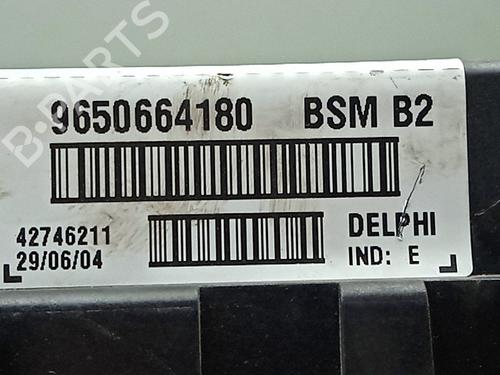 B-PARTS
9650664180 BSM B2
42746211 DELPHI
29/06/04 IND: E